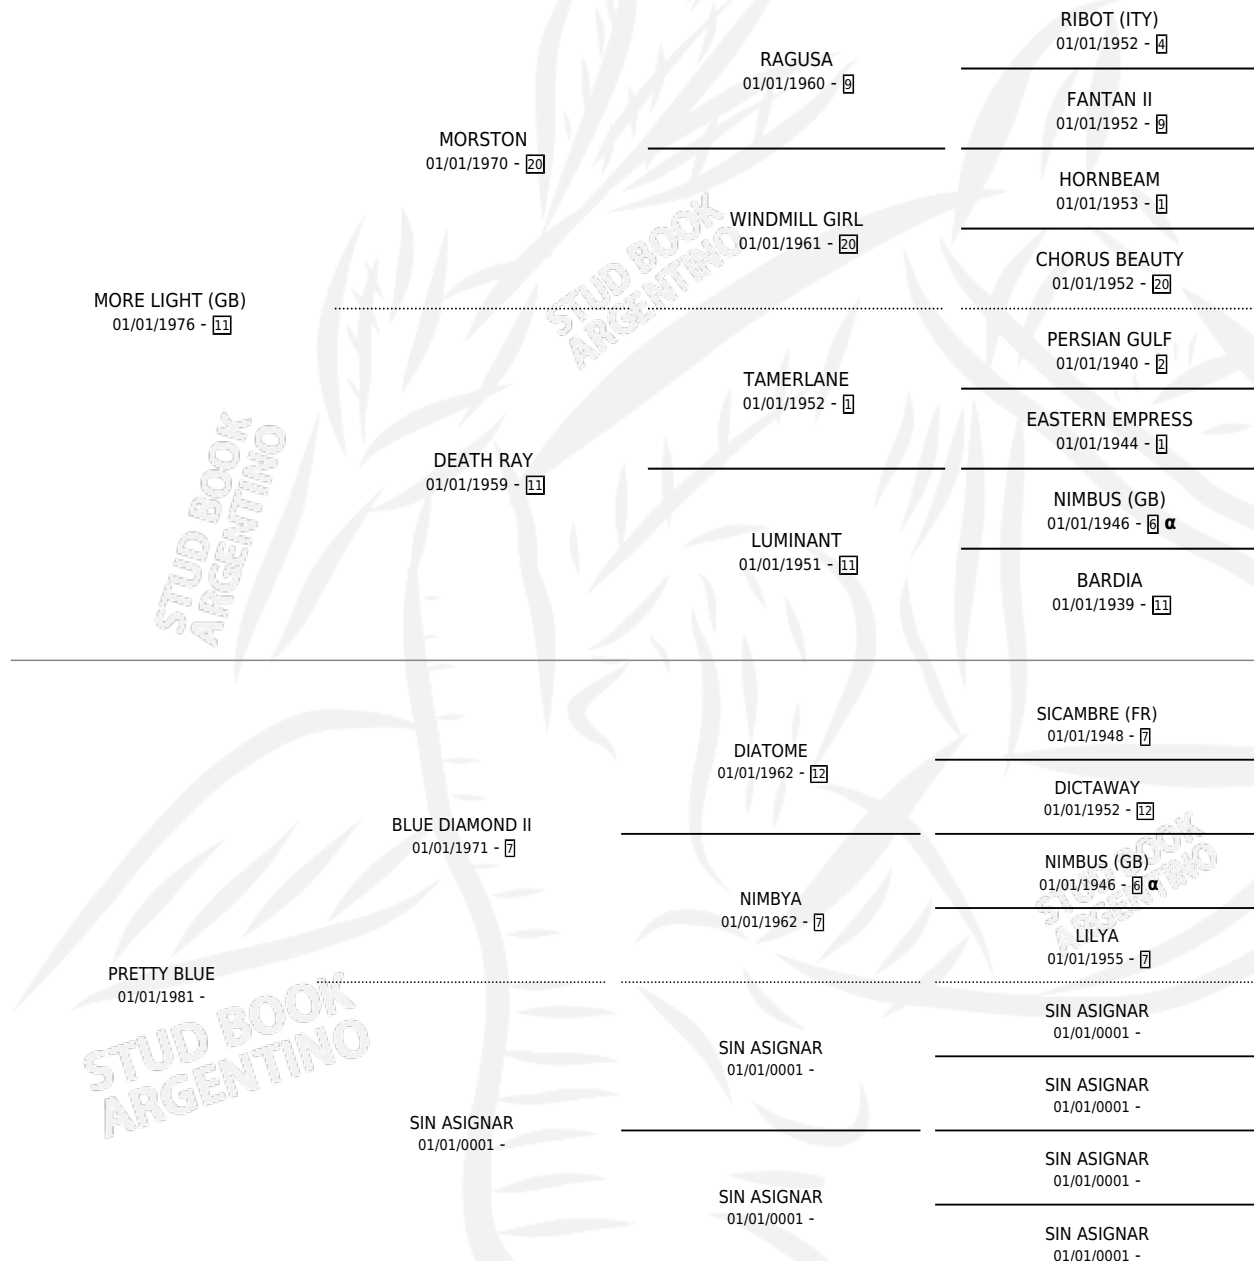 RIBOT (ITY)
01/01/1952 - 4
RAGUSA
01/01/1960 - 9
FANTAN II
01/01/1952 - 9
MORSTON
01/01/1970 - 20
HORNBEAM
01/01/1953 - 1
WINDMILL GIRL
01/01/1961 - 20
CHORUS BEAUTY
01/01/1952 - 20
STUD BOOK
ARGENTINO
MORE LIGHT (GB)
01/01/1976 - 11
PERSIAN GULF
01/01/1940 - 2
TAMERLANE
01/01/1952 - 1
EASTERN EMPRESS
01/01/1944 - 1
DEATH RAY
01/01/1959 - 11
NIMBUS (GB)
01/01/1946 - 6 α
LUMINANT
01/01/1951 - 11
BARDIA
01/01/1939 - 11
STUD BOOK
ARGENTINO
SICAMBRE (FR)
01/01/1948 - 7
DIATOME
01/01/1962 - 12
DICTAWAY
01/01/1952 - 12
BLUE DIAMOND II
01/01/1971 - 7
NIMBUS (GB)
01/01/1946 - 6 α
NIMBYA
01/01/1962 - 7
LILYA
01/01/1955 - 7
STUD BOOK
ARGENTINO
PRETTY BLUE
01/01/1981 -
STUD BOOK
ARGENTINO
SIN ASIGNAR
01/01/0001 -
SIN ASIGNAR
01/01/0001 -
SIN ASIGNAR
01/01/0001 -
SIN ASIGNAR
01/01/0001 -
SIN ASIGNAR
01/01/0001 -
SIN ASIGNAR
01/01/0001 -
SIN ASIGNAR
01/01/0001 -